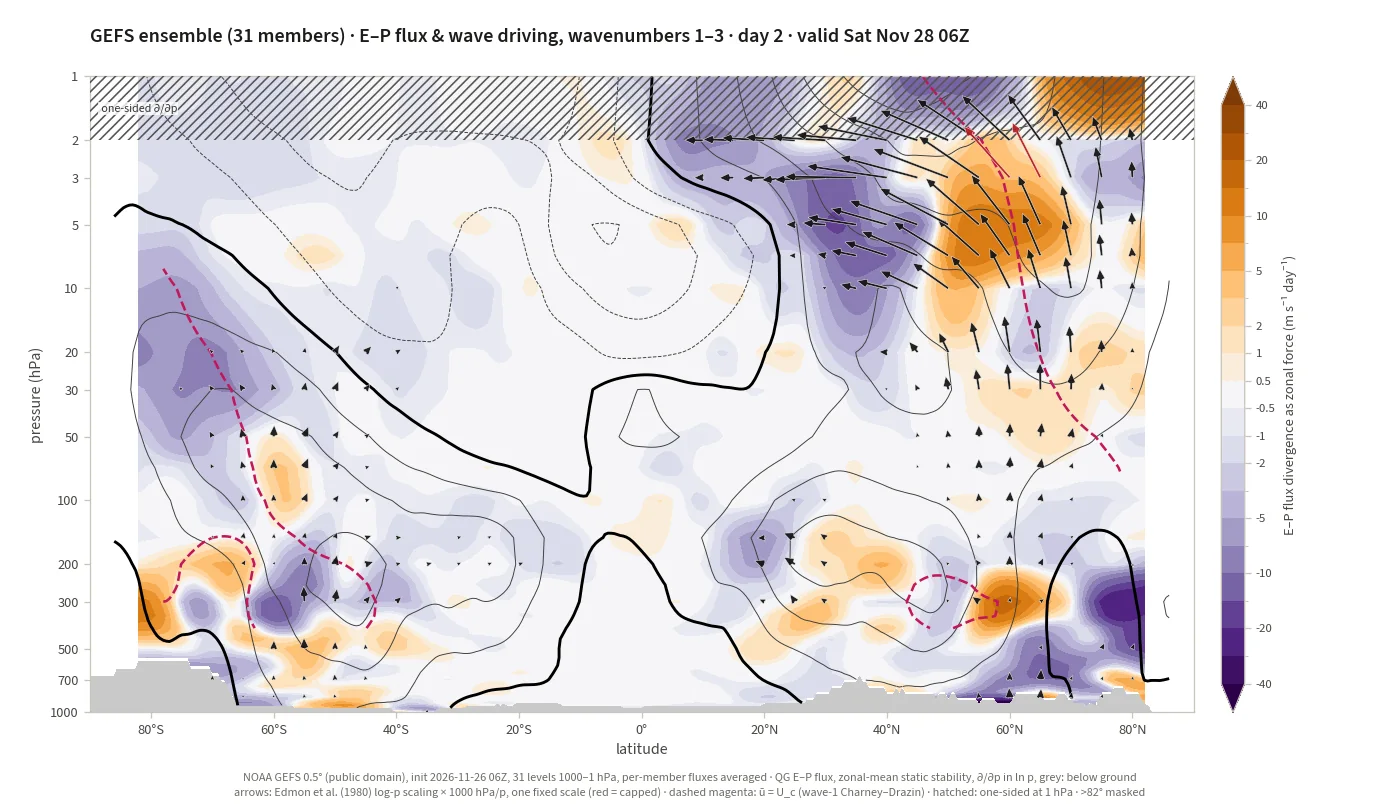 GEFS ensemble (31 members) · E–P flux & wave driving, wavenumbers 1–3 · day 2 · valid Sat Nov 28 06Z
one-sided ∂/∂p
pressure (hPa)
1
2
3
5
10
20
30
50
100
200
300
500
700
1000
80°S
60°S
40°S
20°S
0°
20°N
40°N
60°N
80°N
latitude
40
20
10
5
2
1
0.5
-0.5
-1
-2
-5
-10
-20
-40
E–P flux divergence as zonal force (m s⁻¹ day⁻¹)
NOAA GEFS 0.5° (public domain), init 2026-11-26 06Z, 31 levels 1000–1 hPa, per-member fluxes averaged · QG E–P flux, zonal-mean static stability, ∂/∂p in ln p, grey: below ground
arrows: Edmon et al. (1980) log-p scaling × 1000 hPa/p, one fixed scale (red = capped) · dashed magenta: ū = U_c (wave-1 Charney–Drazin) · hatched: one-sided at 1 hPa · >82° masked